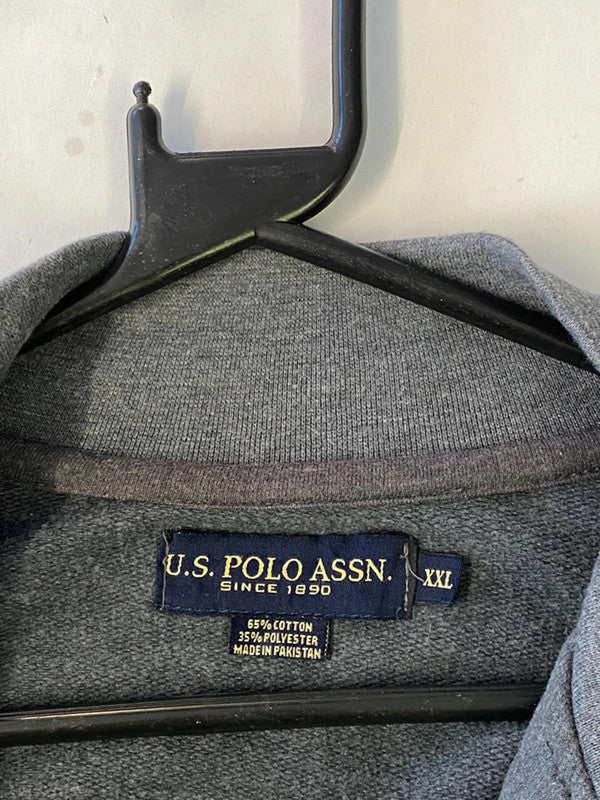 U.S. POLO ASSN.
SINCE 1890
XXL
65% COTTON
35% POLYESTER
MADE IN PAKISTAN